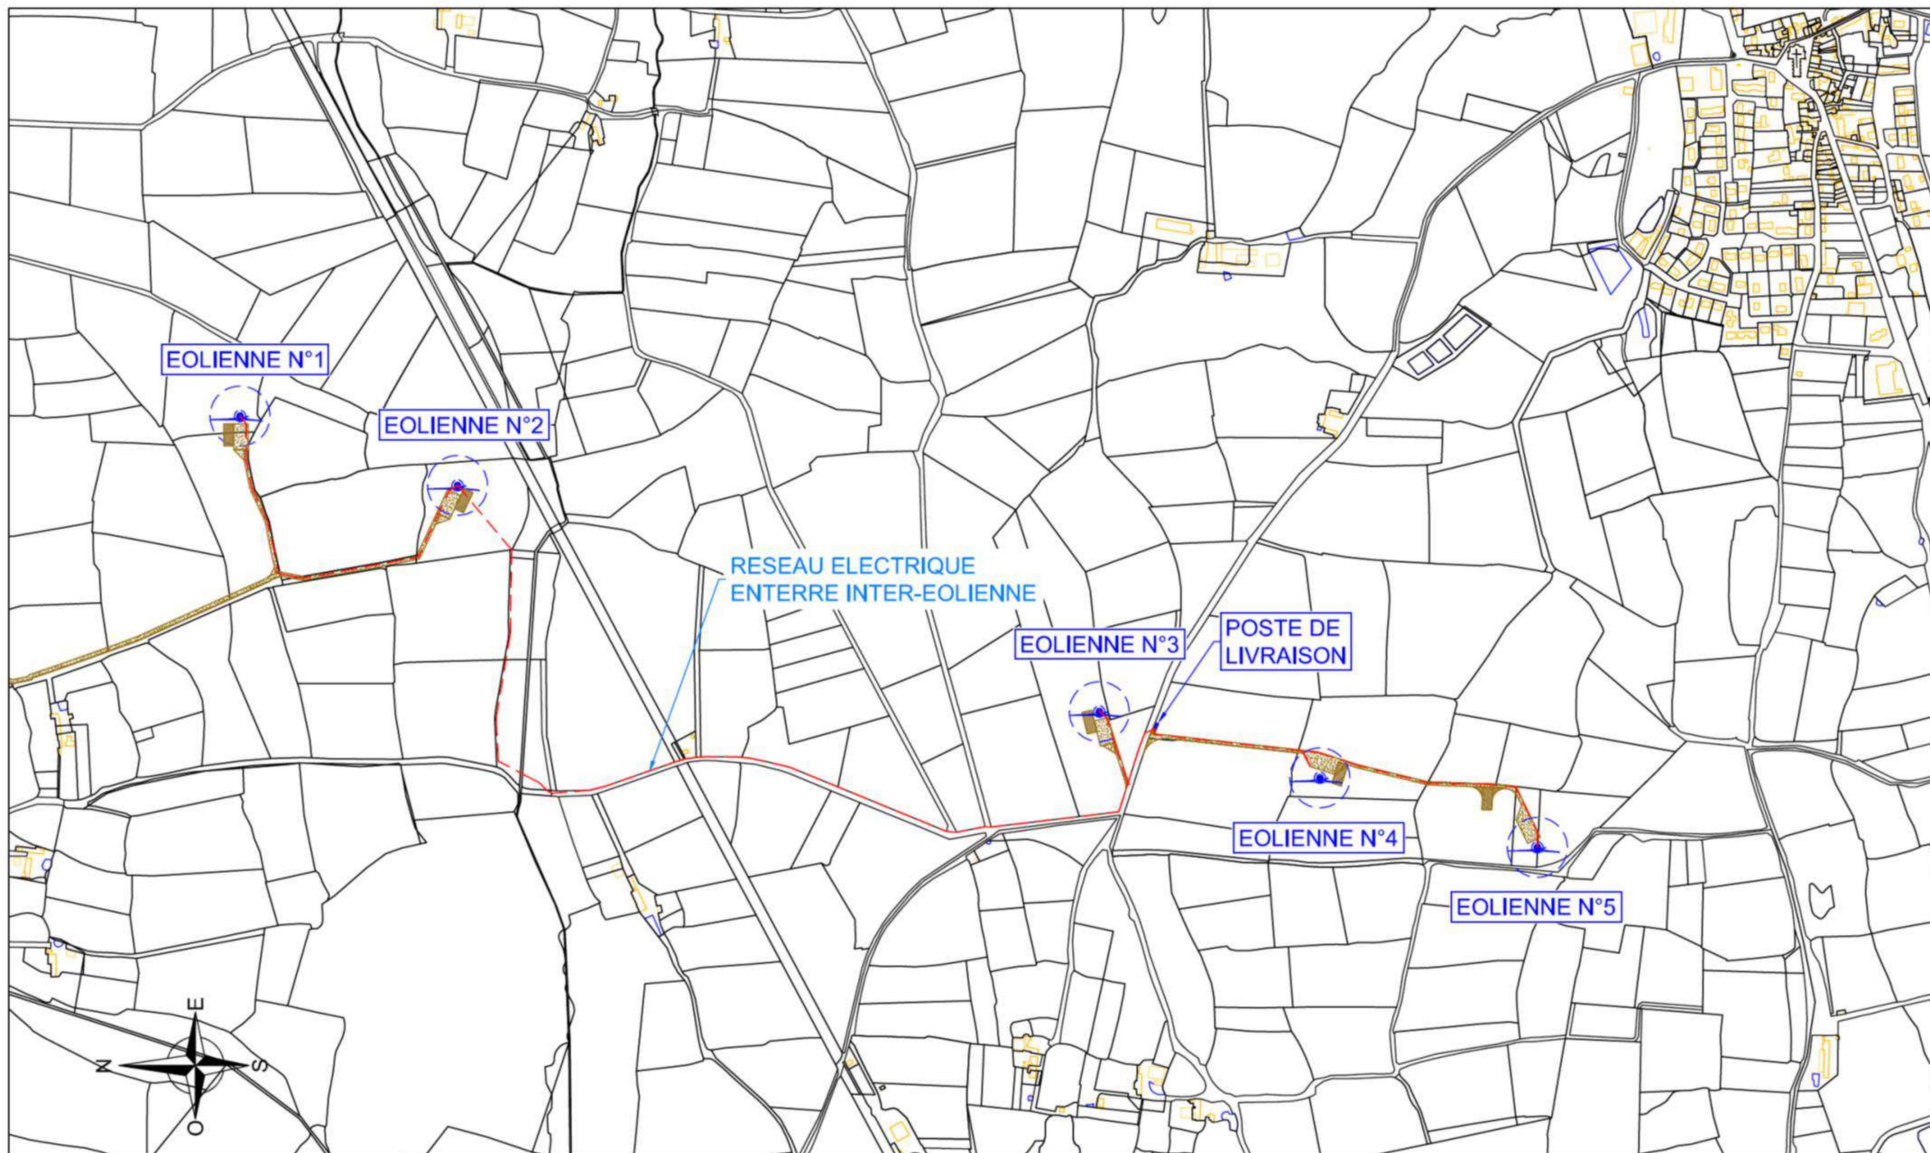 EOLIENNE N°1
EOLIENNE N°2
RESEAU ELECTRIQUE
ENTERRE INTER-EOLIENNE
EOLIENNE N°3
POSTE DE
LIVRAISON
EOLIENNE N°4
EOLIENNE N°5
E
N
S
O